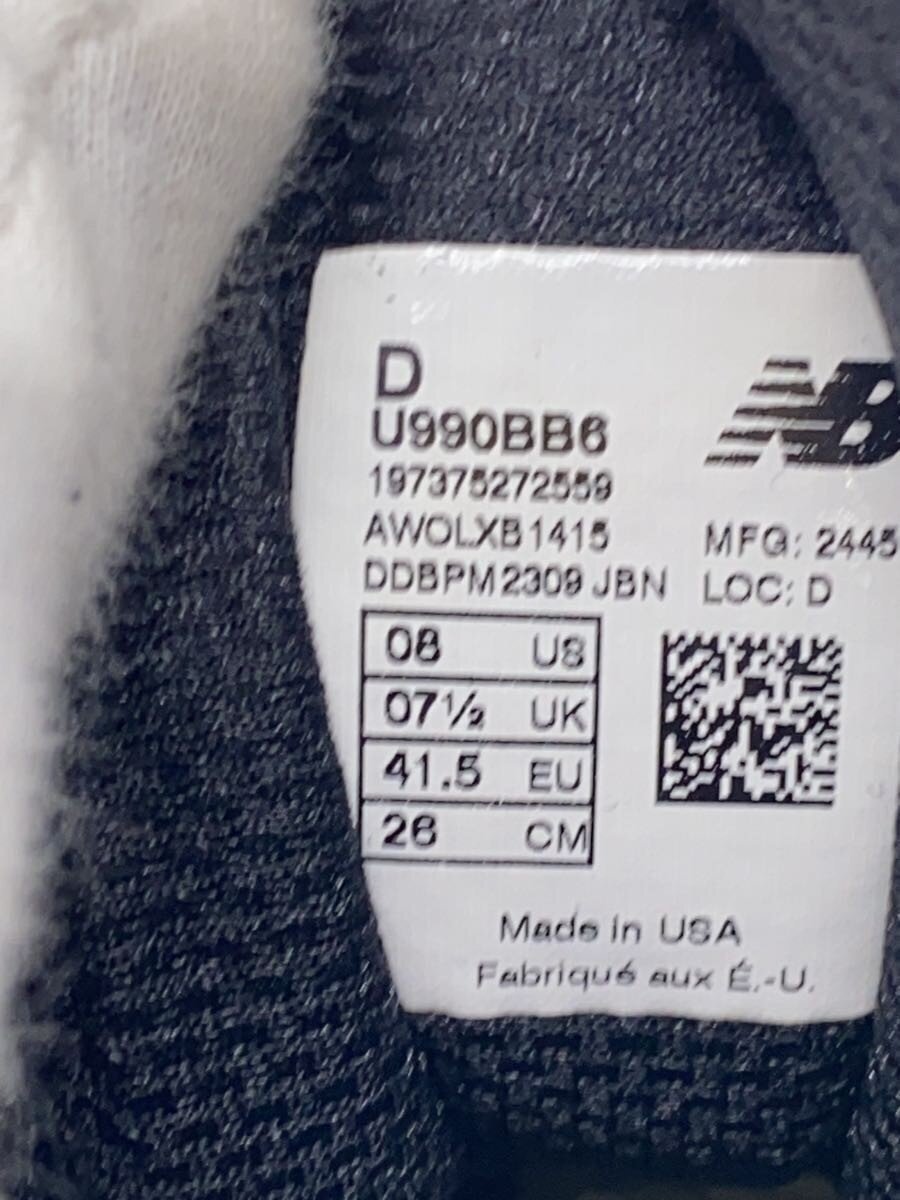 D
NB
U990BB6
197375272559
AWOLXB1415
MFG: 2445
DDBPM2309 JBN
LOC: D
08 US
07½ UK
41.5 EU
26 CM
Made in USA
Fabriqué aux É.-U.